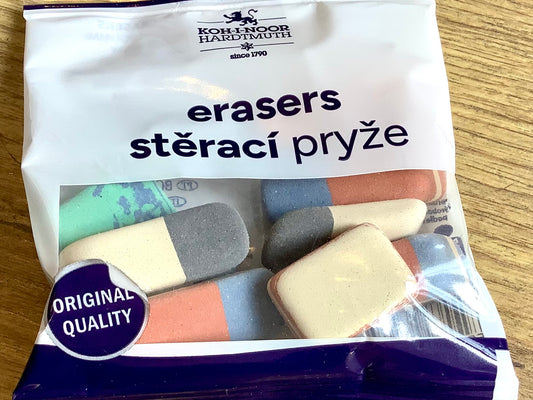 KOH-I-NOOR
HARDTMUTH
since 1790
erasers
stěrací pryže
ORIGINAL
QUALITY